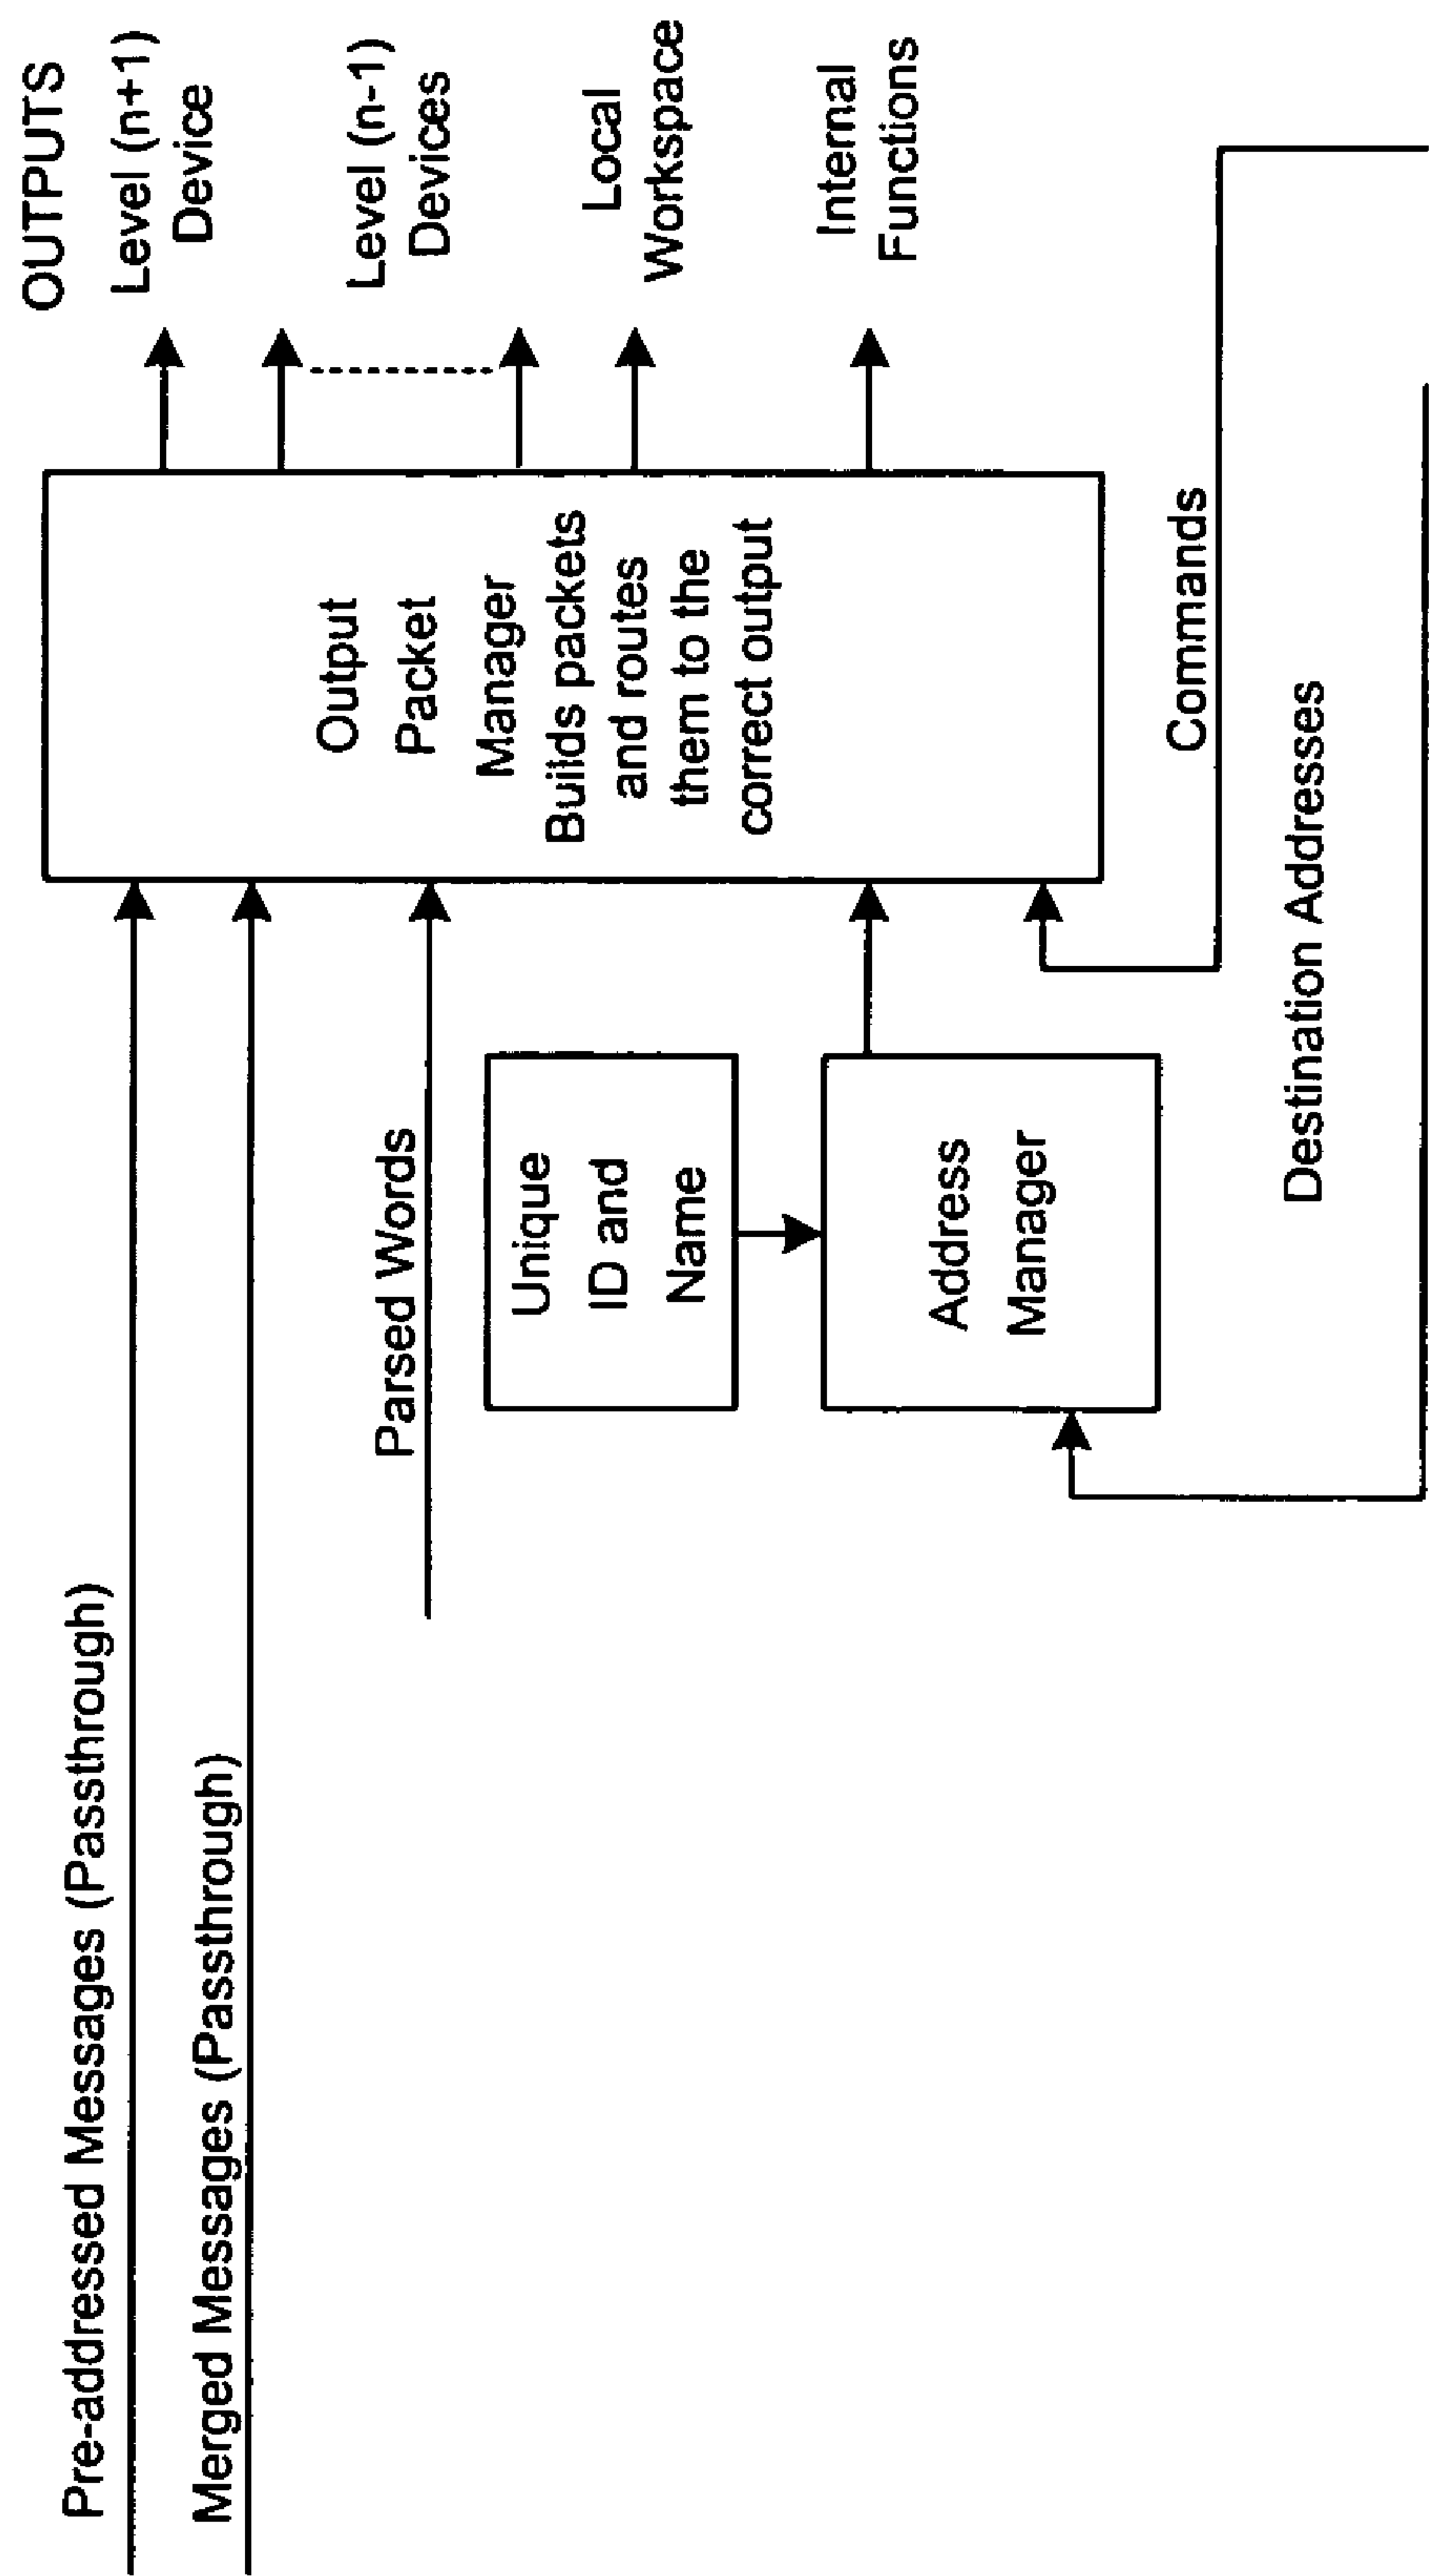 Pre-addressed Messages (Passthrough)
Merged Messages (Passthrough)
Parsed Words
Unique
ID and
Name
Address
Manager
Output
Packet
Manager
Builds packets
and routes
them to the
correct output
OUTPUTS
Level (n+1)
Device
Level (n-1)
Devices
Local
Workspace
Internal
Functions
Commands
Destination Addresses